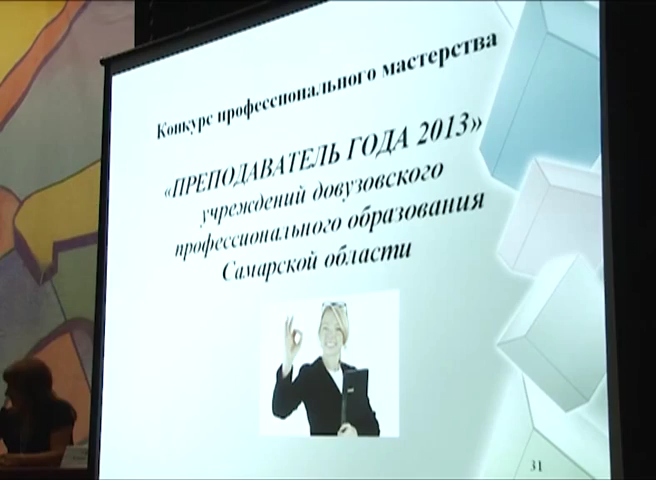 Конкурс профессионального мастерства
«ПРЕПОДАВАТЕЛЬ ГОДА 2013»
учреждений довузовского
профессионального образования
Самарской области
31